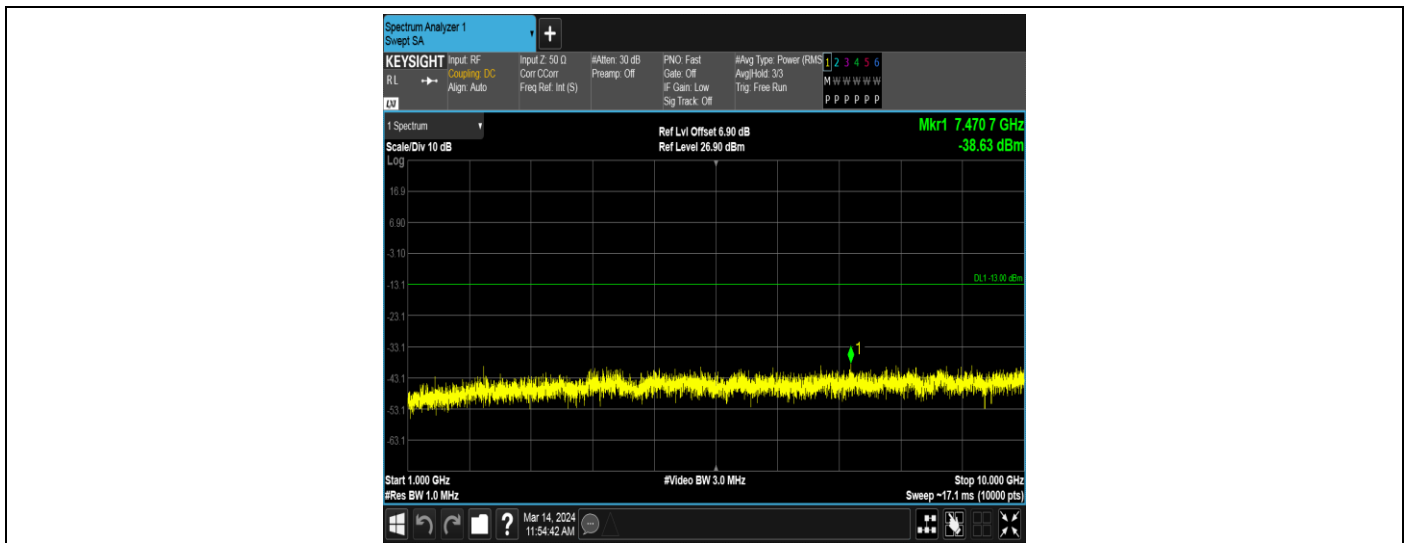 Spectrum Analyzer 1
Swept SA
+
KEYSIGHT
RL
LXI
Input: RF
Coupling: DC
Align: Auto
Input Z: 50 Ω
Corr CCorr
Freq Ref: Int (S)
#Atten: 30 dB
Preamp: Off
PNO: Fast
Gate: Off
IF Gain: Low
Sig Track: Off
#Avg Type: Power (RMS
Avg|Hold: 3/3
Trig: Free Run
1 2 3 4 5 6
M W W W W W
P P P P P P
1 Spectrum
Scale/Div 10 dB
Log
Ref Lvl Offset 6.90 dB
Ref Level 26.90 dBm
Mkr1 7.470 7 GHz
-38.63 dBm
16.9
6.90
-3.10
DL1 -13.00 dBm
-13.1
-23.1
-33.1
1
-43.1
-53.1
-63.1
Start 1.000 GHz
#Res BW 1.0 MHz
#Video BW 3.0 MHz
Stop 10.000 GHz
Sweep ~17.1 ms (10000 pts)
?
Mar 14, 2024
11:54:42 AM